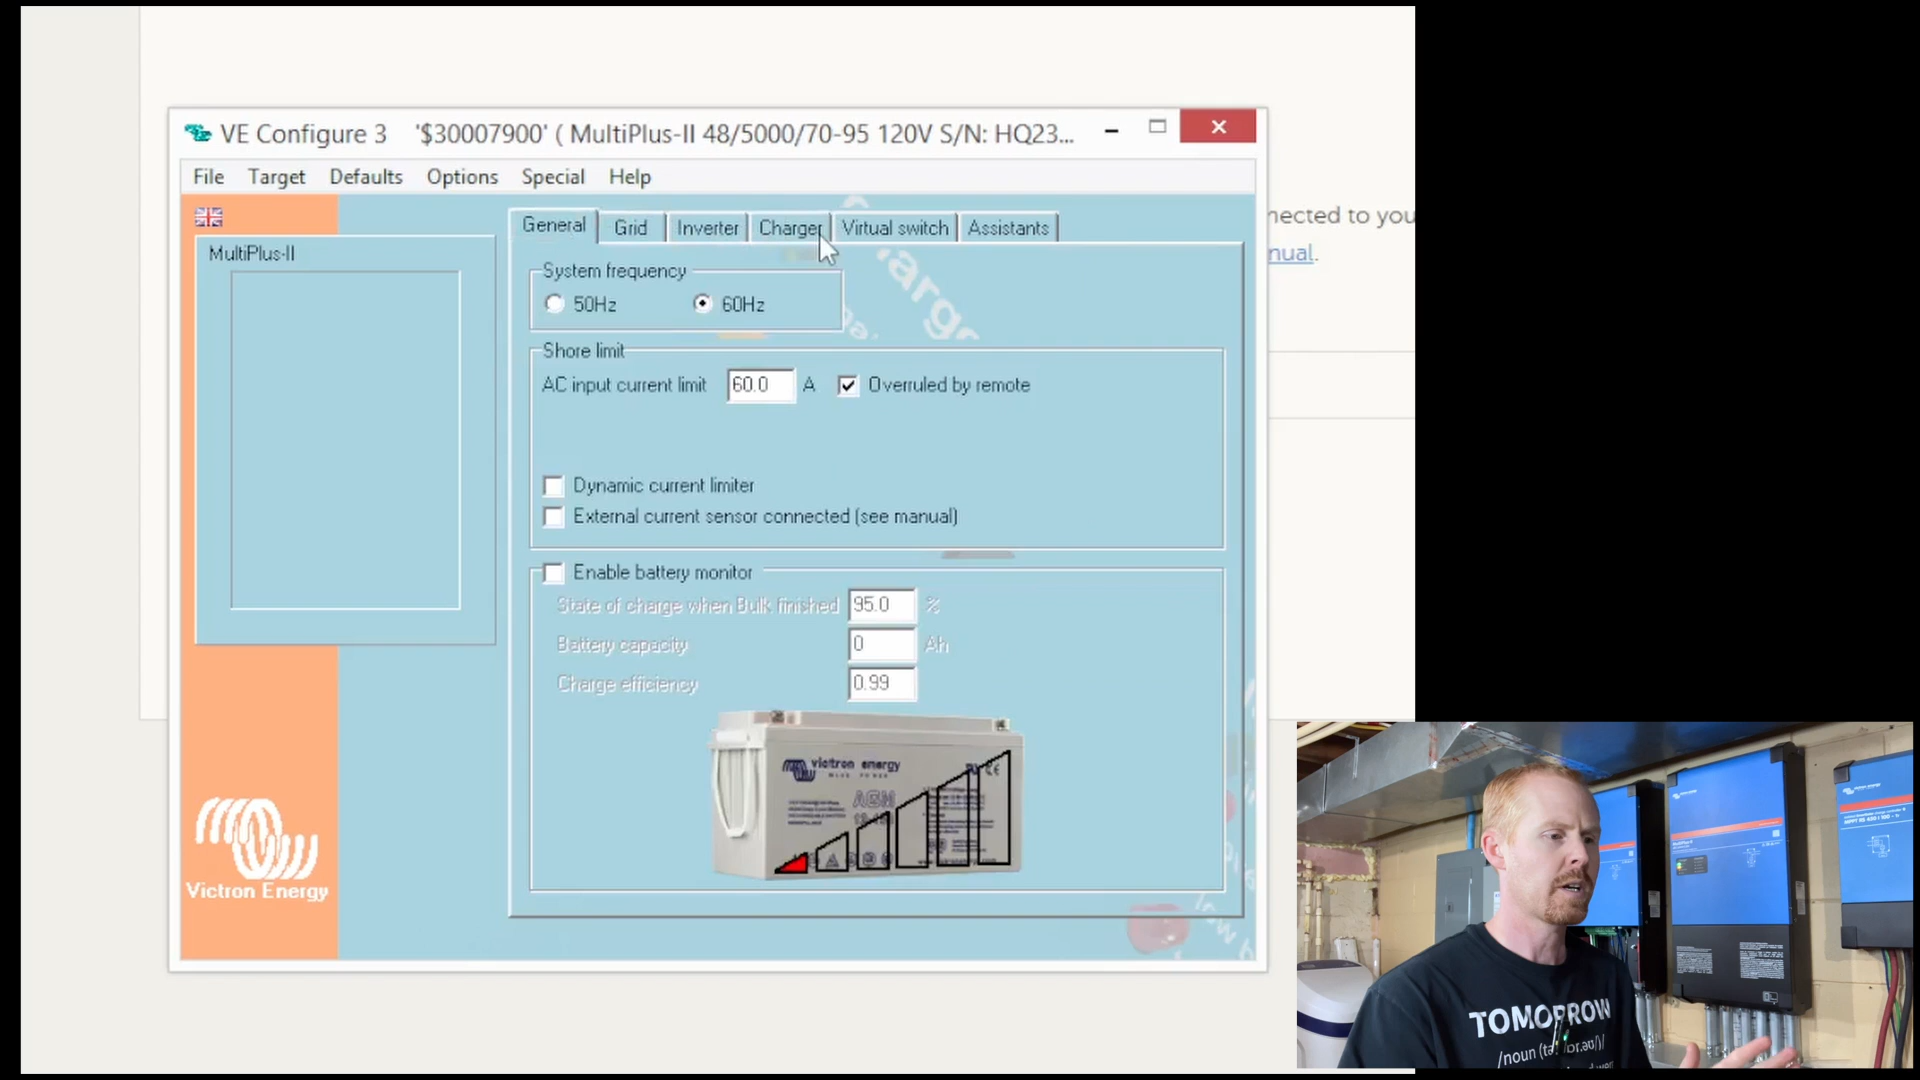 VE Configure 3 '$30007900' ( MultiPlus-II 48/5000/70-95 120V S/N: HQ23...
File Target Defaults Options Special Help
MultiPlus-II
General Grid Inverter Charger Virtual switch Assistants
System frequency
50Hz 60Hz
Shore limit
AC input current limit 60.0 A Overruled by remote
Dynamic current limiter
External current sensor connected (see manual)
Enable battery monitor
State of charge when Bulk finished 95.0 %
Battery capacity 0 Ah
Charge efficiency 0.99
victron energy
AGM
Victron Energy
nected to you
nual.
TOMORROW
/noun